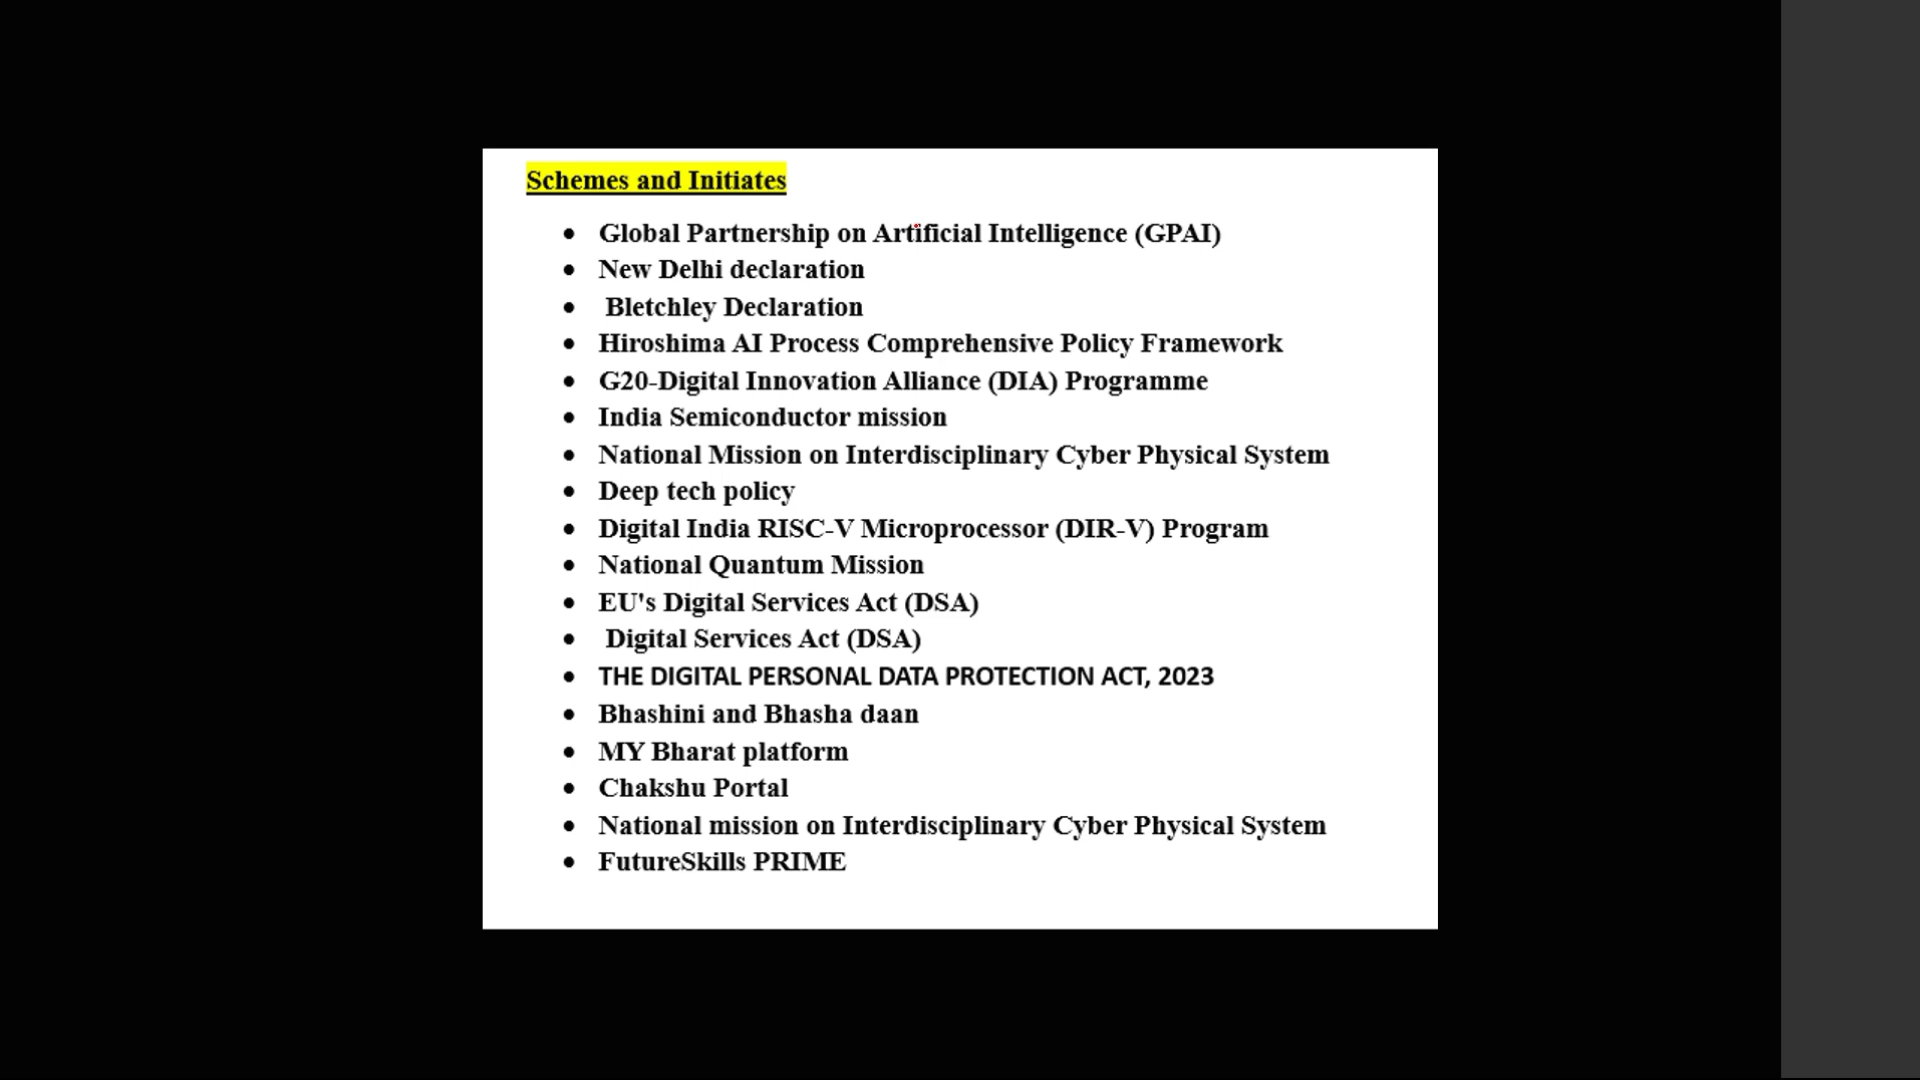 Schemes and Initiates
• Global Partnership on Artificial Intelligence (GPAI)
• New Delhi declaration
• Bletchley Declaration
• Hiroshima AI Process Comprehensive Policy Framework
• G20-Digital Innovation Alliance (DIA) Programme
• India Semiconductor mission
• National Mission on Interdisciplinary Cyber Physical System
• Deep tech policy
• Digital India RISC-V Microprocessor (DIR-V) Program
• National Quantum Mission
• EU's Digital Services Act (DSA)
• Digital Services Act (DSA)
• THE DIGITAL PERSONAL DATA PROTECTION ACT, 2023
• Bhashini and Bhasha daan
• MY Bharat platform
• Chakshu Portal
• National mission on Interdisciplinary Cyber Physical System
• FutureSkills PRIME